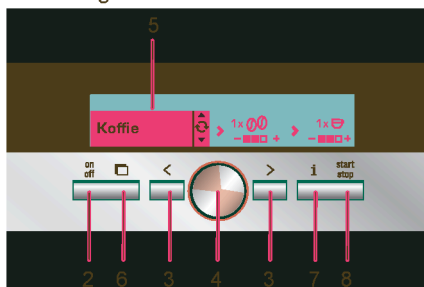 5
Koffie 1x 1x
- + - +
on off < > i start stop
2 6 3 4 3 7 8